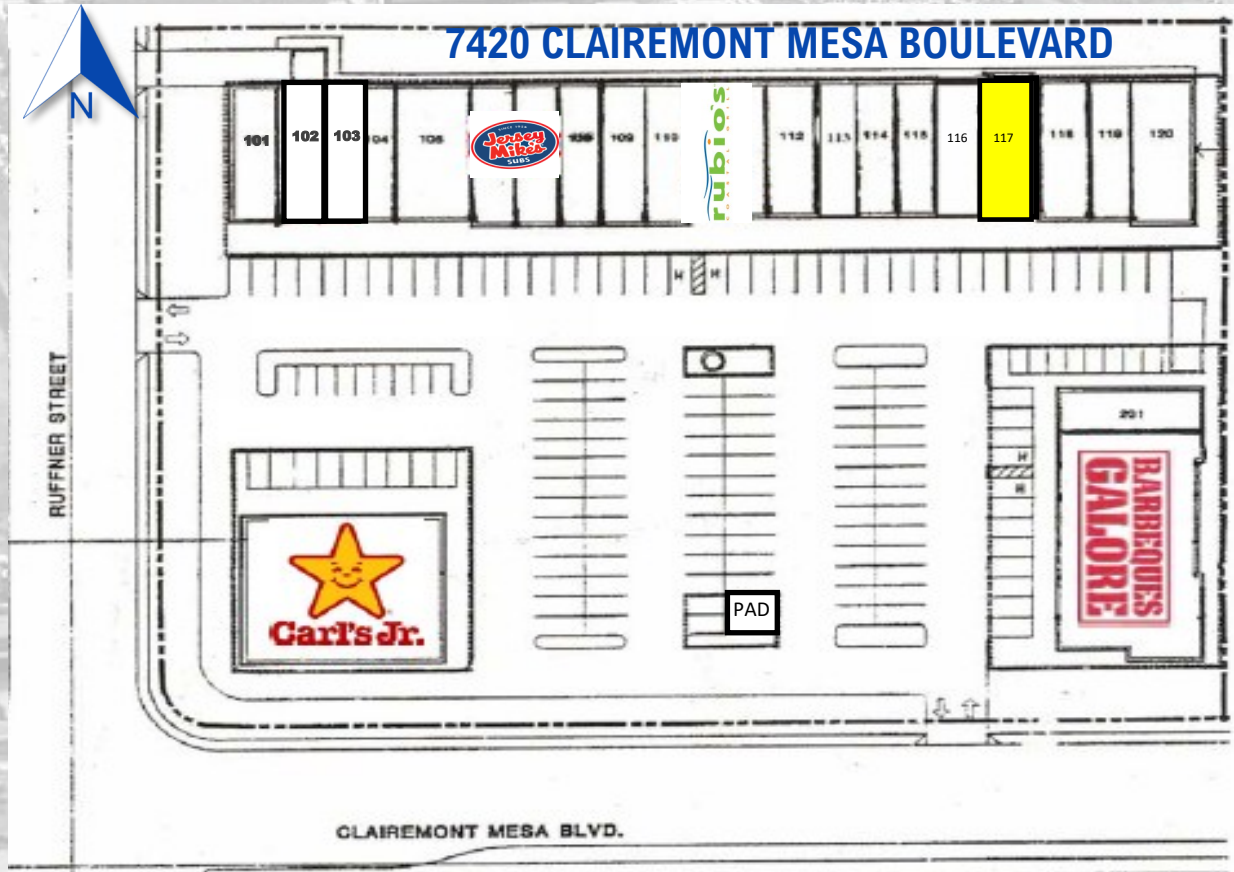 7420 CLAIREMONT MESA BOULEVARD
N
101 102 103 104 105 Jersey Mike's SUBS 109 110 rubio's 112 113 114 115 116 117 118 119 120
H H
RUFFNER STREET
201
H
H
BARBEQUES
GALORE
Carl's Jr.
PAD
CLAIREMONT MESA BLVD.